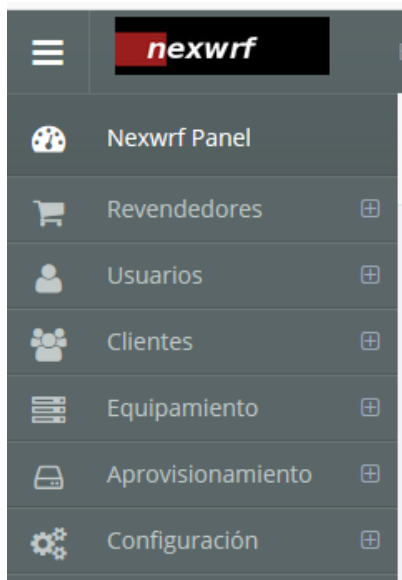 nexwrf
Nexwrf Panel
Revendedores
Usuarios
Clientes
Equipamiento
Aprovisionamiento
Configuración